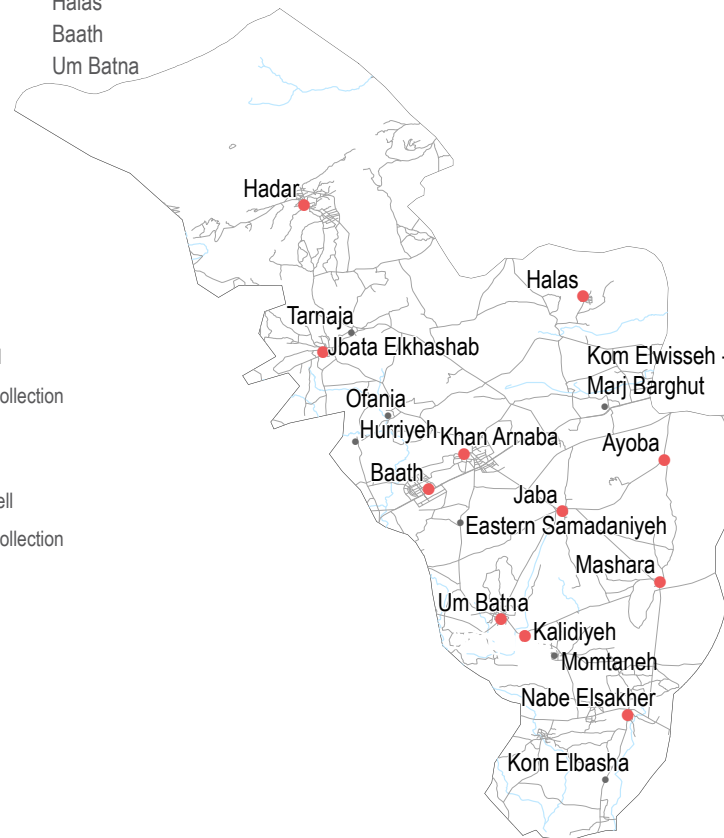 Halas
Baath
Um Batna
Hadar
Halas
Tarnaja
Jbata Elkhashab
Kom Elwisseh -
Marj Barghut
ollection
Ofania
Hurriyeh
Khan Arnaba
Ayoba
Baath
Jaba
ell
Eastern Samadaniyeh
ollection
Mashara
Um Batna
Kalidiyeh
Momtaneh
Nabe Elsakher
Kom Elbasha